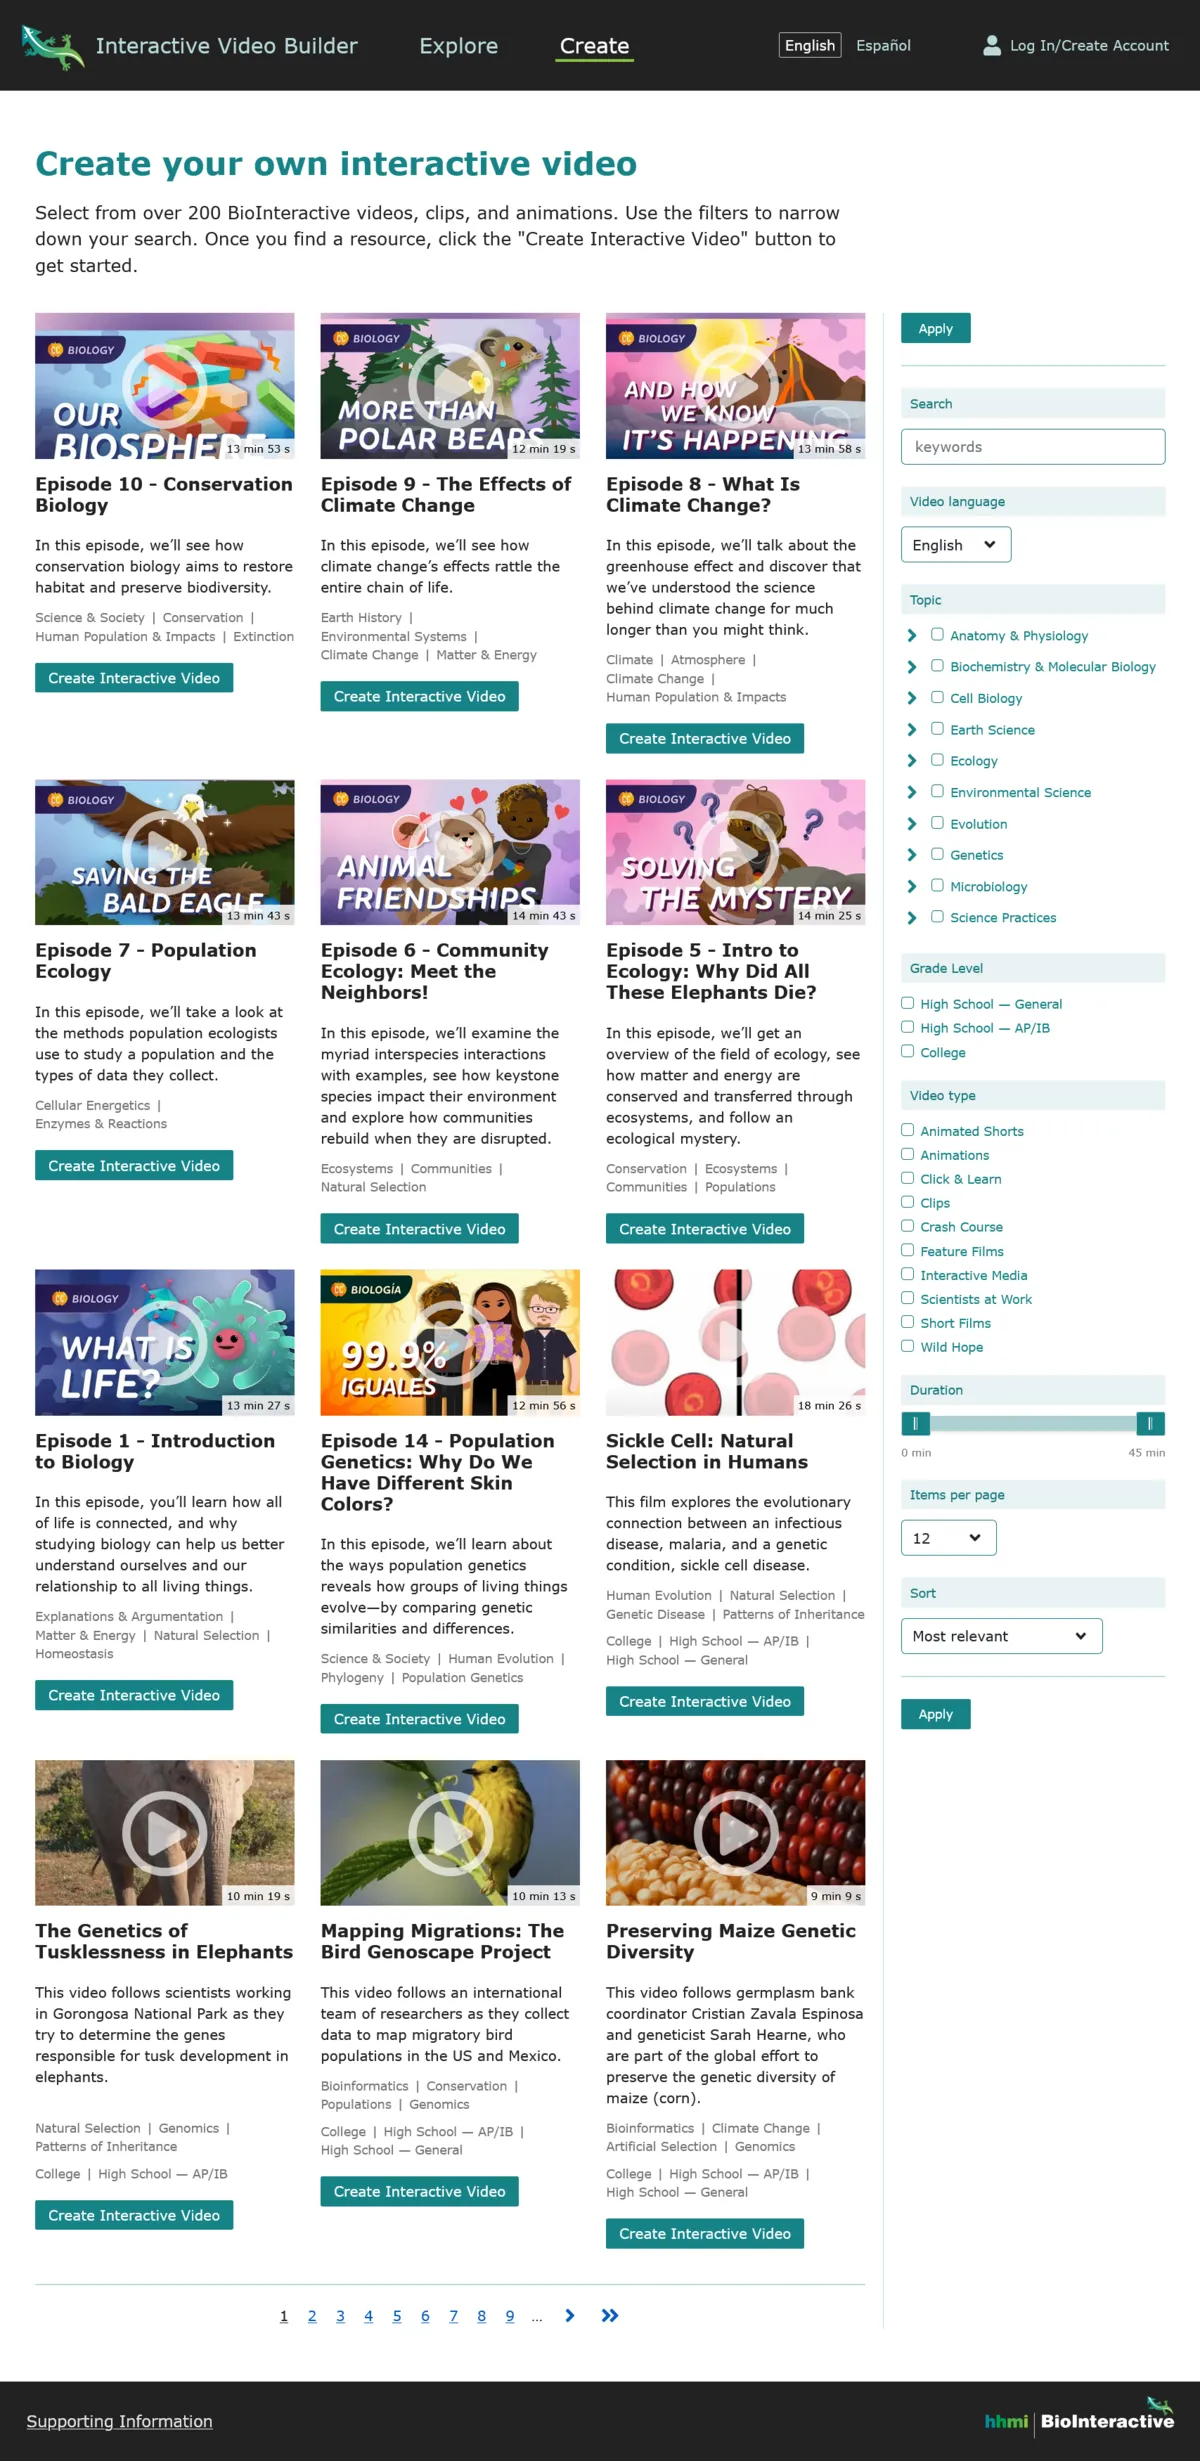 Interactive Video Builder
Explore
Create
English
Español
Log In/Create Account
Create your own interactive video
Select from over 200 BioInteractive videos, clips, and animations. Use the filters to narrow
down your search. Once you find a resource, click the "Create Interactive Video" button to
get started.
CC BIOLOGY
OUR
BIOSPHERE
13 min 53 s
Episode 10 - Conservation
Biology
In this episode, we’ll see how
conservation biology aims to restore
habitat and preserve biodiversity.
Science & Society | Conservation |
Human Population & Impacts | Extinction
Create Interactive Video
CC BIOLOGY
MORE THAN
POLAR BEARS
12 min 19 s
Episode 9 - The Effects of
Climate Change
In this episode, we’ll see how
climate change’s effects rattle the
entire chain of life.
Earth History |
Environmental Systems |
Climate Change | Matter & Energy
Create Interactive Video
CC BIOLOGY
AND HOW
WE KNOW
IT'S HAPPENING
13 min 58 s
Episode 8 - What Is
Climate Change?
In this episode, we’ll talk about the
greenhouse effect and discover that
we’ve understood the science
behind climate change for much
longer than you might think.
Climate | Atmosphere |
Climate Change |
Human Population & Impacts
Create Interactive Video
CC BIOLOGY
SAVING THE
BALD EAGLE
13 min 43 s
Episode 7 - Population
Ecology
In this episode, we’ll take a look at
the methods population ecologists
use to study a population and the
types of data they collect.
Cellular Energetics |
Enzymes & Reactions
Create Interactive Video
CC BIOLOGY
ANIMAL
FRIENDSHIPS
14 min 43 s
Episode 6 - Community
Ecology: Meet the
Neighbors!
In this episode, we’ll examine the
myriad interspecies interactions
with examples, see how keystone
species impact their environment
and explore how communities
rebuild when they are disrupted.
Ecosystems | Communities |
Natural Selection
Create Interactive Video
CC BIOLOGY
SOLVING
THE MYSTERY
14 min 25 s
Episode 5 - Intro to
Ecology: Why Did All
These Elephants Die?
In this episode, we’ll get an
overview of the field of ecology, see
how matter and energy are
conserved and transferred through
ecosystems, and follow an
ecological mystery.
Conservation | Ecosystems |
Communities | Populations
Create Interactive Video
CC BIOLOGY
WHAT IS
LIFE?
13 min 27 s
Episode 1 - Introduction
to Biology
In this episode, you’ll learn how all
of life is connected, and why
studying biology can help us better
understand ourselves and our
relationship to all living things.
Explanations & Argumentation |
Matter & Energy | Natural Selection |
Homeostasis
Create Interactive Video
CC BIOLOGÍA
99.9%
IGUALES
12 min 56 s
Episode 14 - Population
Genetics: Why Do We
Have Different Skin
Colors?
In this episode, we’ll learn about
the ways population genetics
reveals how groups of living things
evolve—by comparing genetic
similarities and differences.
Science & Society | Human Evolution |
Phylogeny | Population Genetics
Create Interactive Video
18 min 26 s
Sickle Cell: Natural
Selection in Humans
This film explores the evolutionary
connection between an infectious
disease, malaria, and a genetic
condition, sickle cell disease.
Human Evolution | Natural Selection |
Genetic Disease | Patterns of Inheritance
College | High School — AP/IB |
High School — General
Create Interactive Video
10 min 19 s
The Genetics of
Tusklessness in Elephants
This video follows scientists working
in Gorongosa National Park as they
try to determine the genes
responsible for tusk development in
elephants.
Natural Selection | Genomics |
Patterns of Inheritance
College | High School — AP/IB
Create Interactive Video
10 min 13 s
Mapping Migrations: The
Bird Genoscape Project
This video follows an international
team of researchers as they collect
data to map migratory bird
populations in the US and Mexico.
Bioinformatics | Conservation |
Populations | Genomics
College | High School — AP/IB |
High School — General
Create Interactive Video
9 min 9 s
Preserving Maize Genetic
Diversity
This video follows germplasm bank
coordinator Cristian Zavala Espinosa
and geneticist Sarah Hearne, who
are part of the global effort to
preserve the genetic diversity of
maize (corn).
Bioinformatics | Climate Change |
Artificial Selection | Genomics
College | High School — AP/IB |
High School — General
Create Interactive Video
1 2 3 4 5 6 7 8 9 ...
Apply
Search
keywords
Video language
English
Topic
Anatomy & Physiology
Biochemistry & Molecular Biology
Cell Biology
Earth Science
Ecology
Environmental Science
Evolution
Genetics
Microbiology
Science Practices
Grade Level
High School — General
High School — AP/IB
College
Video type
Animated Shorts
Animations
Click & Learn
Clips
Crash Course
Feature Films
Interactive Media
Scientists at Work
Short Films
Wild Hope
Duration
0 min
45 min
Items per page
12
Sort
Most relevant
Apply
Supporting Information
hhmi | BioInteractive